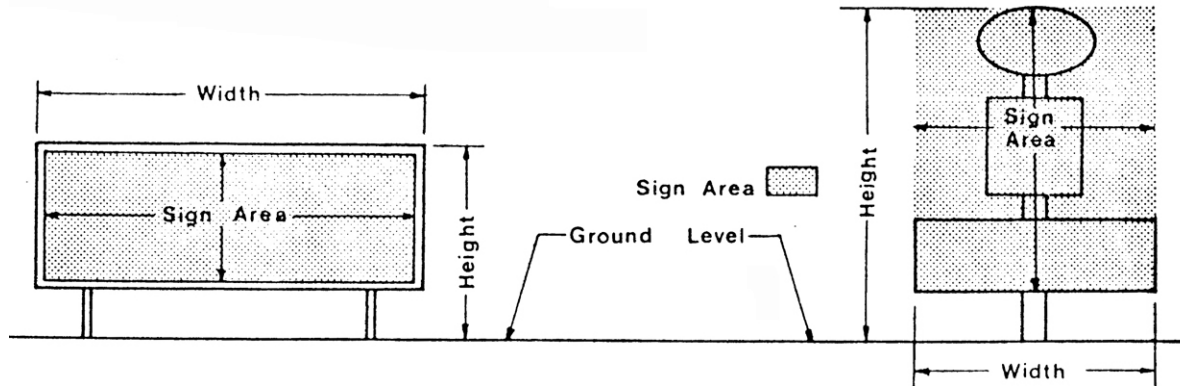 Width
Sign Area
Height
Sign Area
Ground Level
Height
Sign
Area
Width